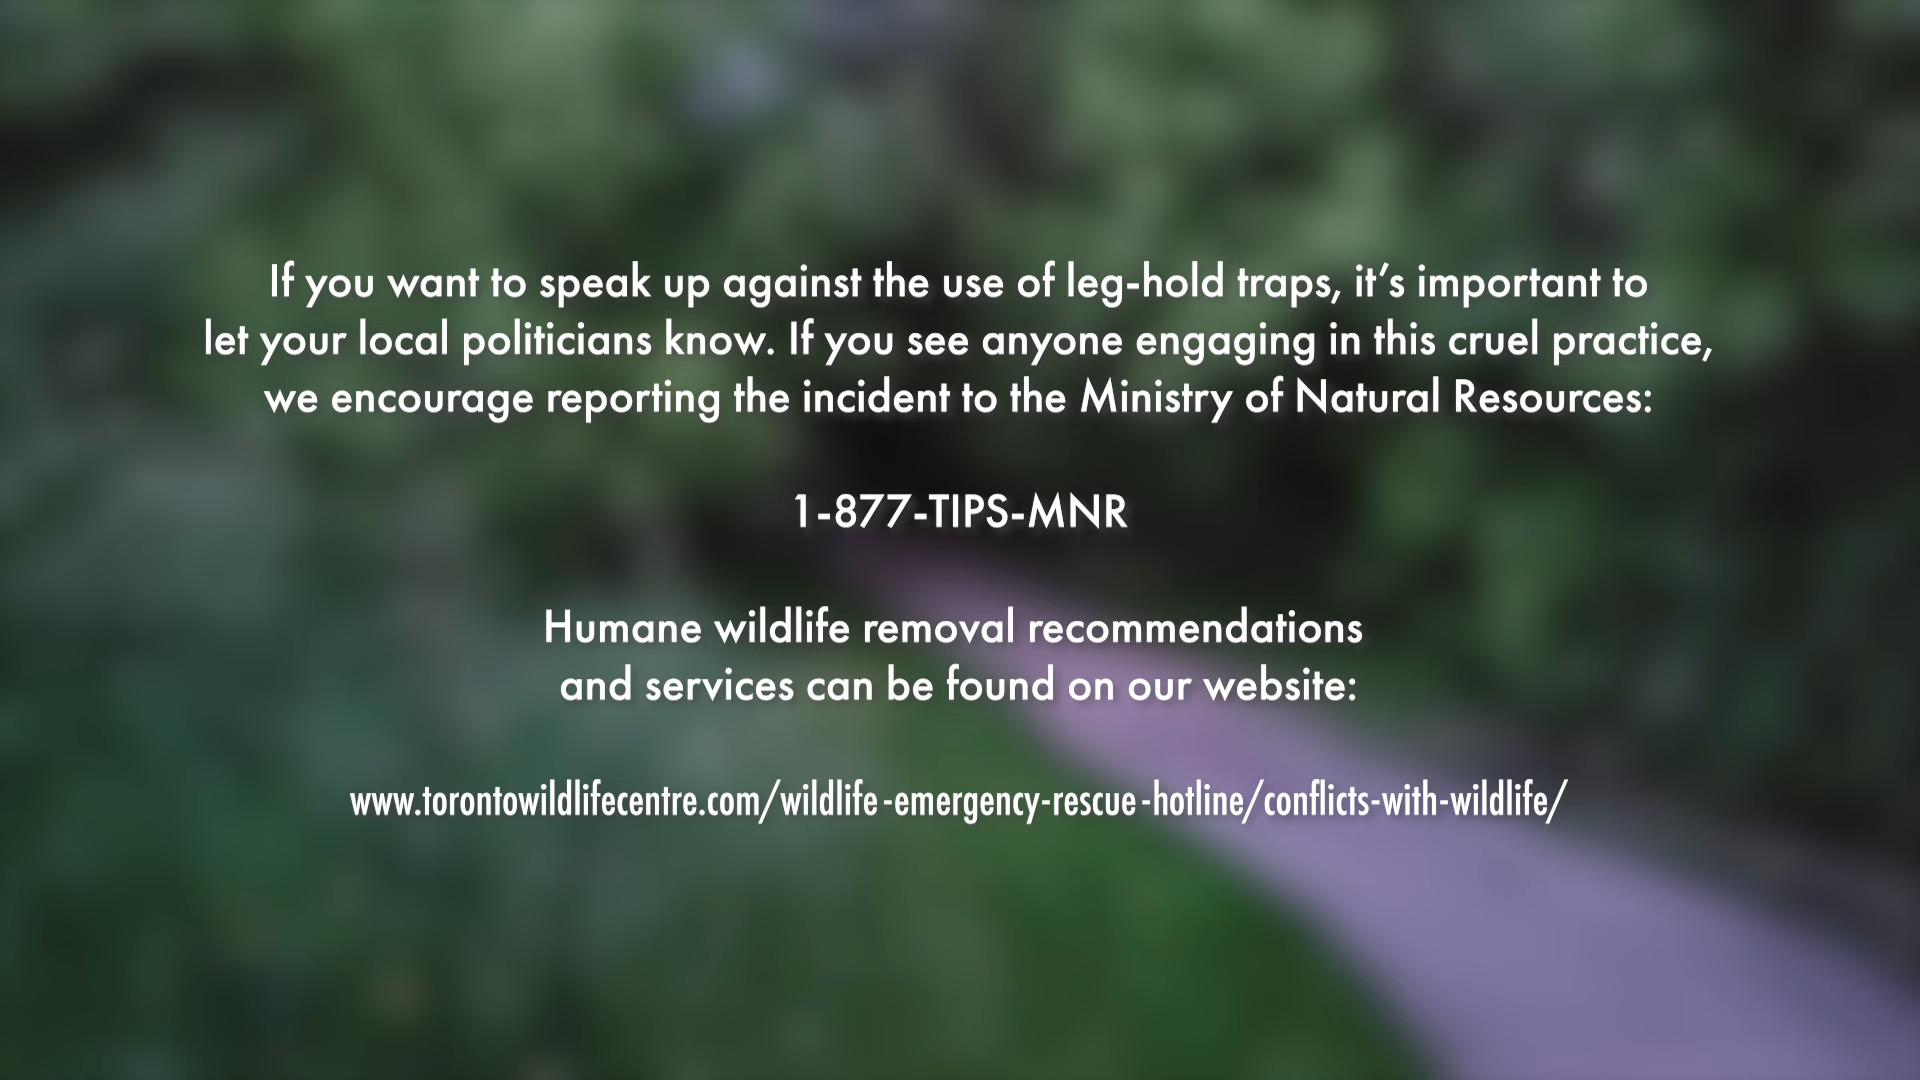 If you want to speak up against the use of leg-hold traps, it’s important to
let your local politicians know. If you see anyone engaging in this cruel practice,
we encourage reporting the incident to the Ministry of Natural Resources:
1-877-TIPS-MNR
Humane wildlife removal recommendations
and services can be found on our website:
www.torontowildlifecentre.com/wildlife-emergency-rescue-hotline/conflicts-with-wildlife/